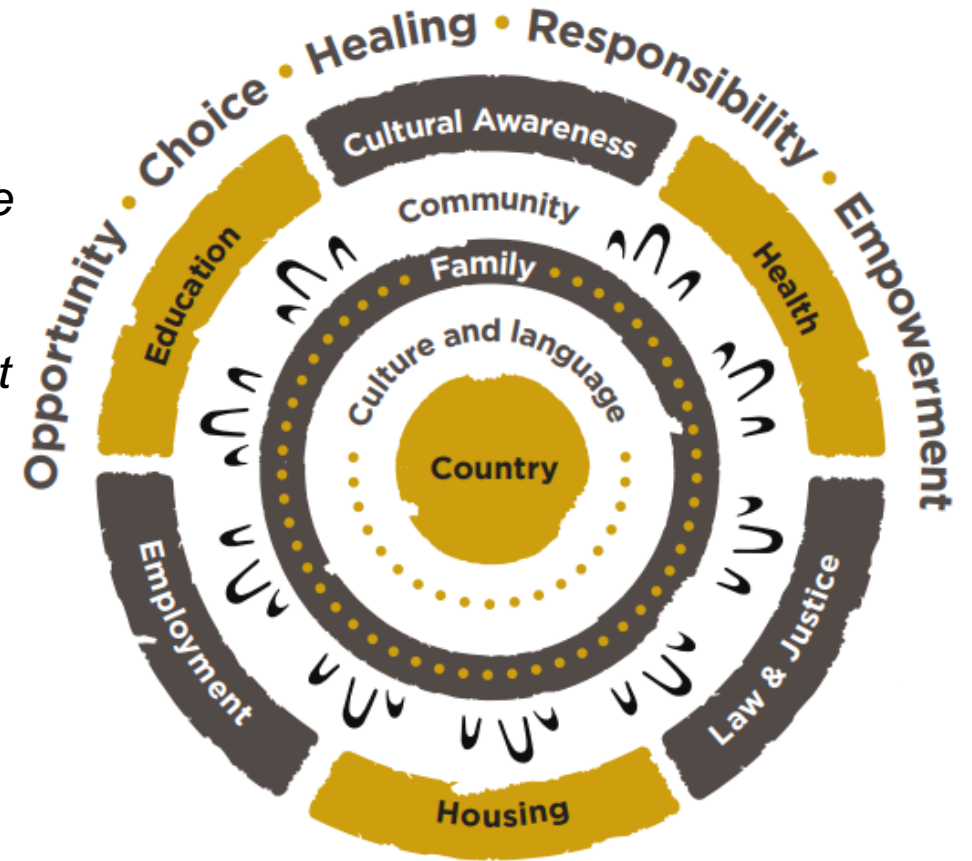 Opportunity • Choice • Healing • Responsibility • Empowerment
Cultural Awareness
Health
Law & Justice
Housing
Employment
Education
Community
Family
Culture and language
Country
e
t